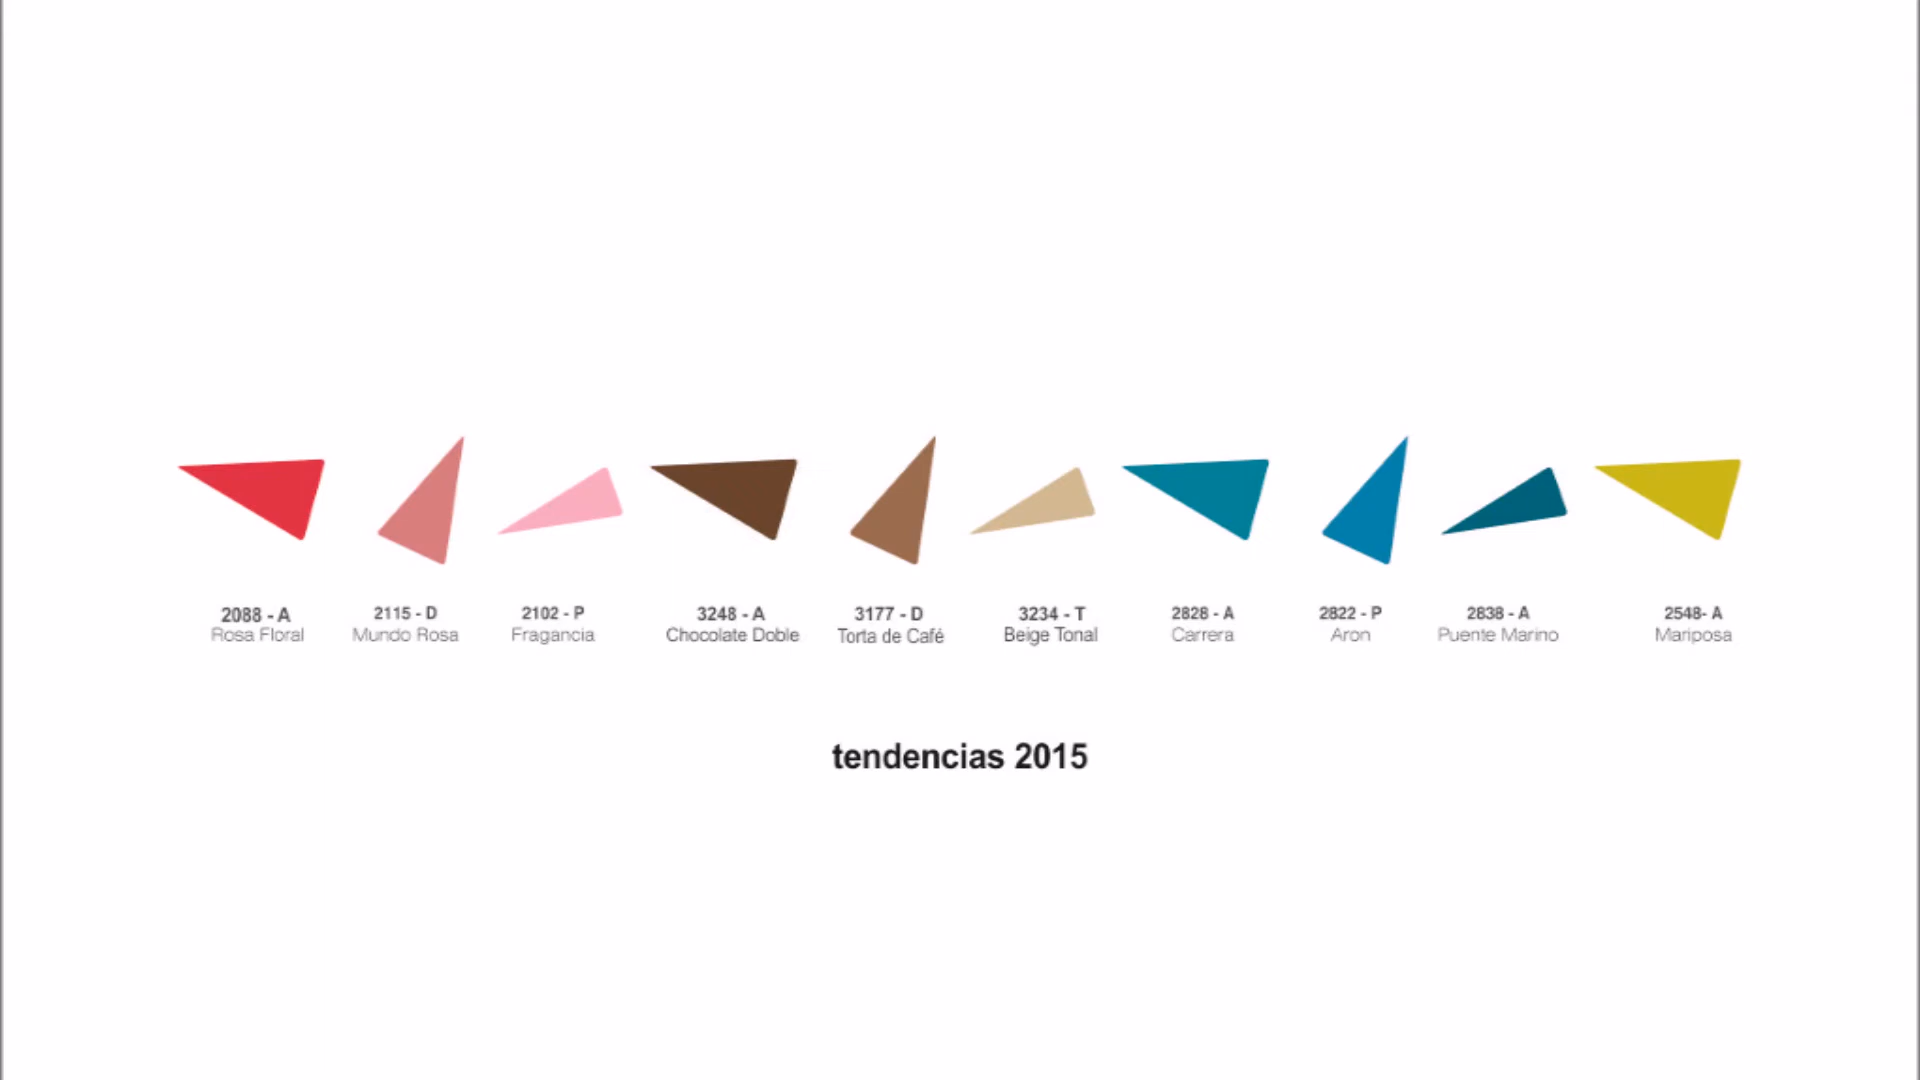 2088 - A
Rosa Floral
2115 - D
Mundo Rosa
2102 - P
Fragancia
3248 - A
Chocolate Doble
3177 - D
Torta de Café
3234 - T
Beige Tonal
2828 - A
Carrera
2822 - P
Aron
2838 - A
Puente Marino
2548- A
Mariposa
tendencias 2015